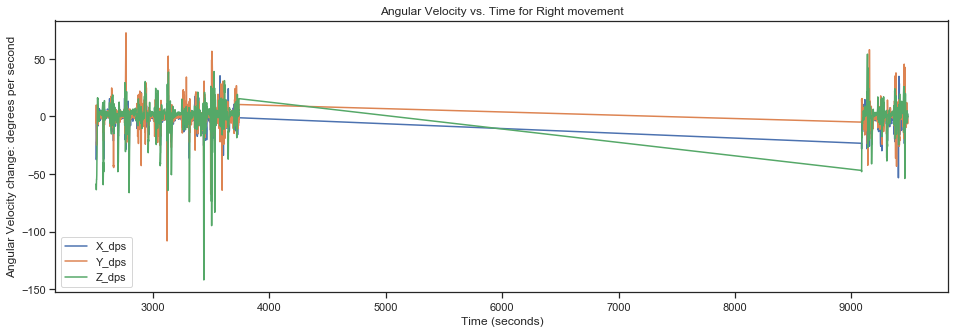 Angular Velocity vs. Time for Right movement
Angular Velocity change: degrees per second
50
0
−50
−100
−150
X_dps
Y_dps
Z_dps
3000 4000 5000 6000 7000 8000 9000
Time (seconds)